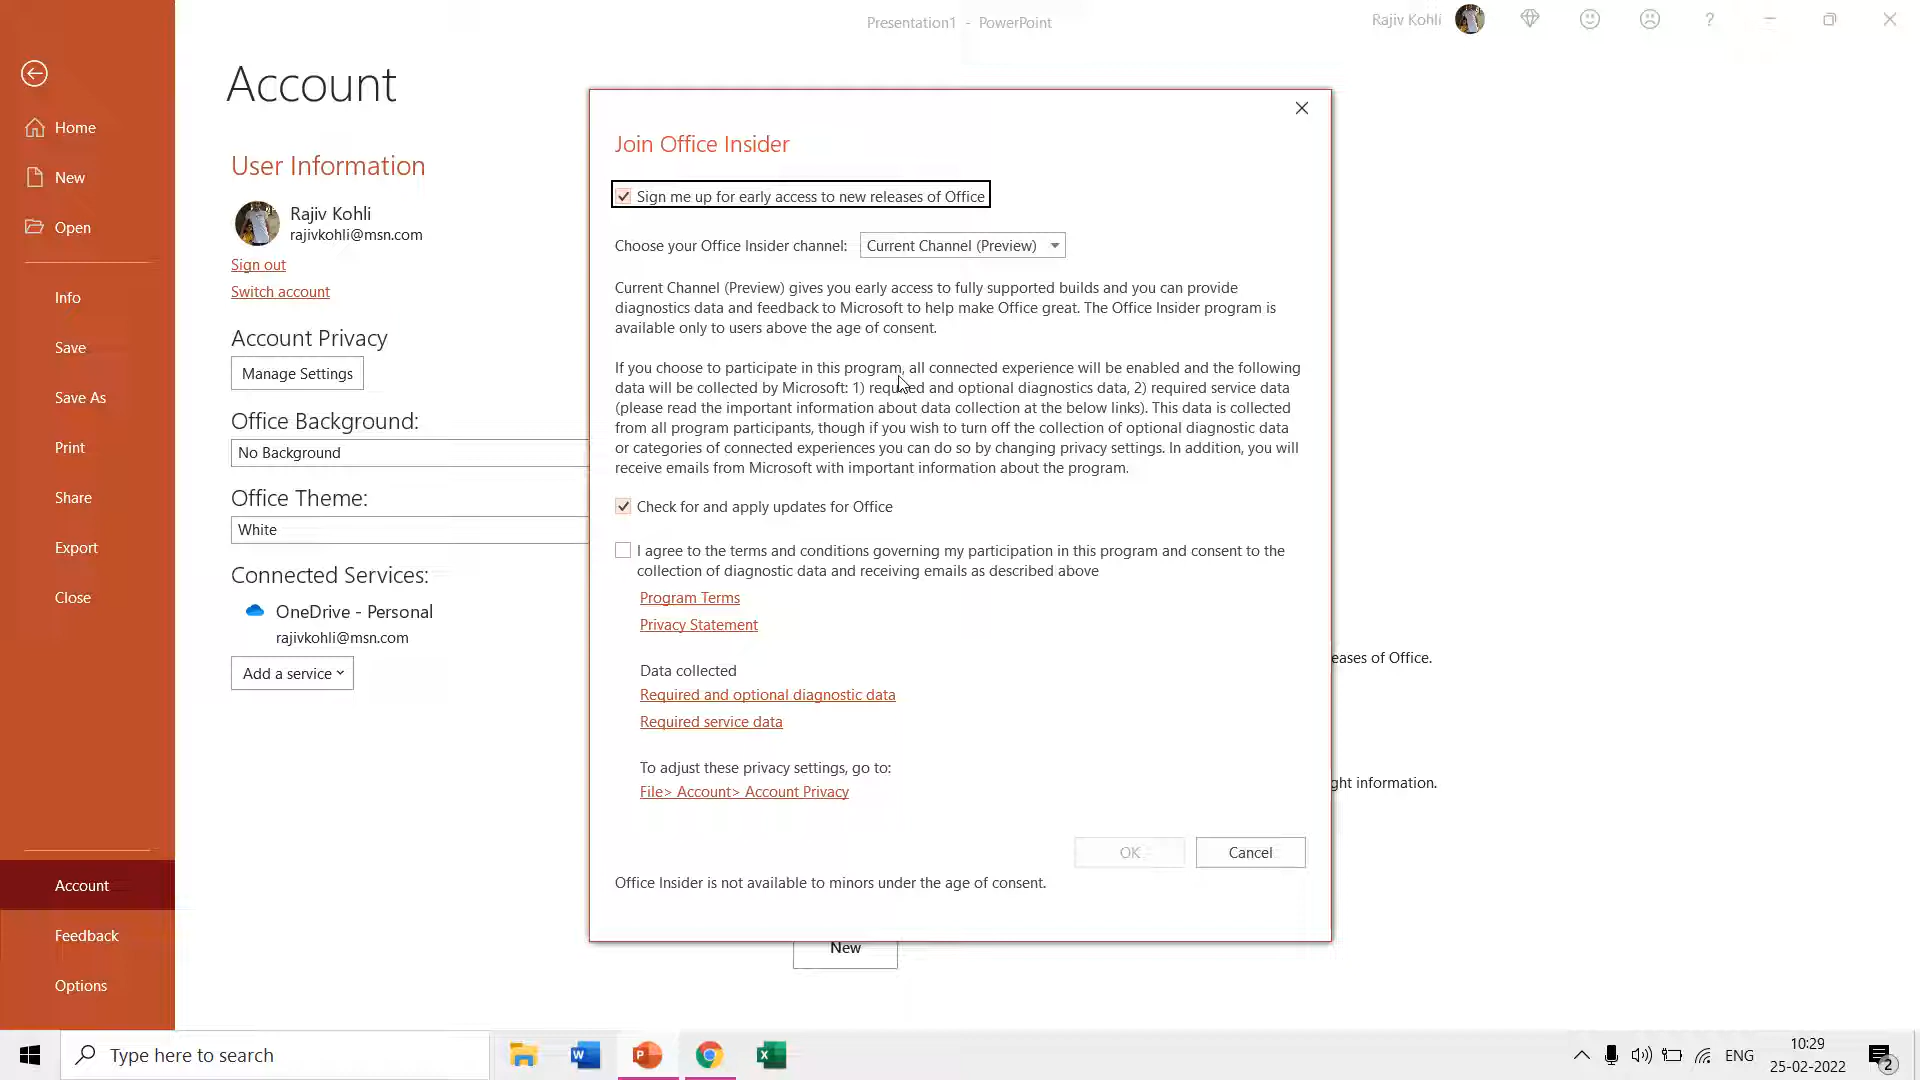 Presentation1 - PowerPoint
Rajiv Kohli
?
Account
Home
New
Open
Info
Save
Save As
Print
Share
Export
Close
Account
Feedback
Options
User Information
Rajiv Kohli
rajivkohli@msn.com
Sign out
Switch account
Account Privacy
Manage Settings
Office Background:
No Background
Office Theme:
White
Connected Services:
OneDrive - Personal
rajivkohli@msn.com
Add a service
Join Office Insider
Sign me up for early access to new releases of Office
Choose your Office Insider channel: Current Channel (Preview)
Current Channel (Preview) gives you early access to fully supported builds and you can provide
diagnostics data and feedback to Microsoft to help make Office great. The Office Insider program is
available only to users above the age of consent.
If you choose to participate in this program, all connected experience will be enabled and the following
data will be collected by Microsoft: 1) required and optional diagnostics data, 2) required service data
(please read the important information about data collection at the below links). This data is collected
from all program participants, though if you wish to turn off the collection of optional diagnostic data
or categories of connected experiences you can do so by changing privacy settings. In addition, you will
receive emails from Microsoft with important information about the program.
Check for and apply updates for Office
I agree to the terms and conditions governing my participation in this program and consent to the
collection of diagnostic data and receiving emails as described above
Program Terms
Privacy Statement
Data collected
Required and optional diagnostic data
Required service data
To adjust these privacy settings, go to:
File> Account> Account Privacy
OK
Cancel
Office Insider is not available to minors under the age of consent.
eases of Office.
ght information.
New
Type here to search
ENG
10:29
25-02-2022
2